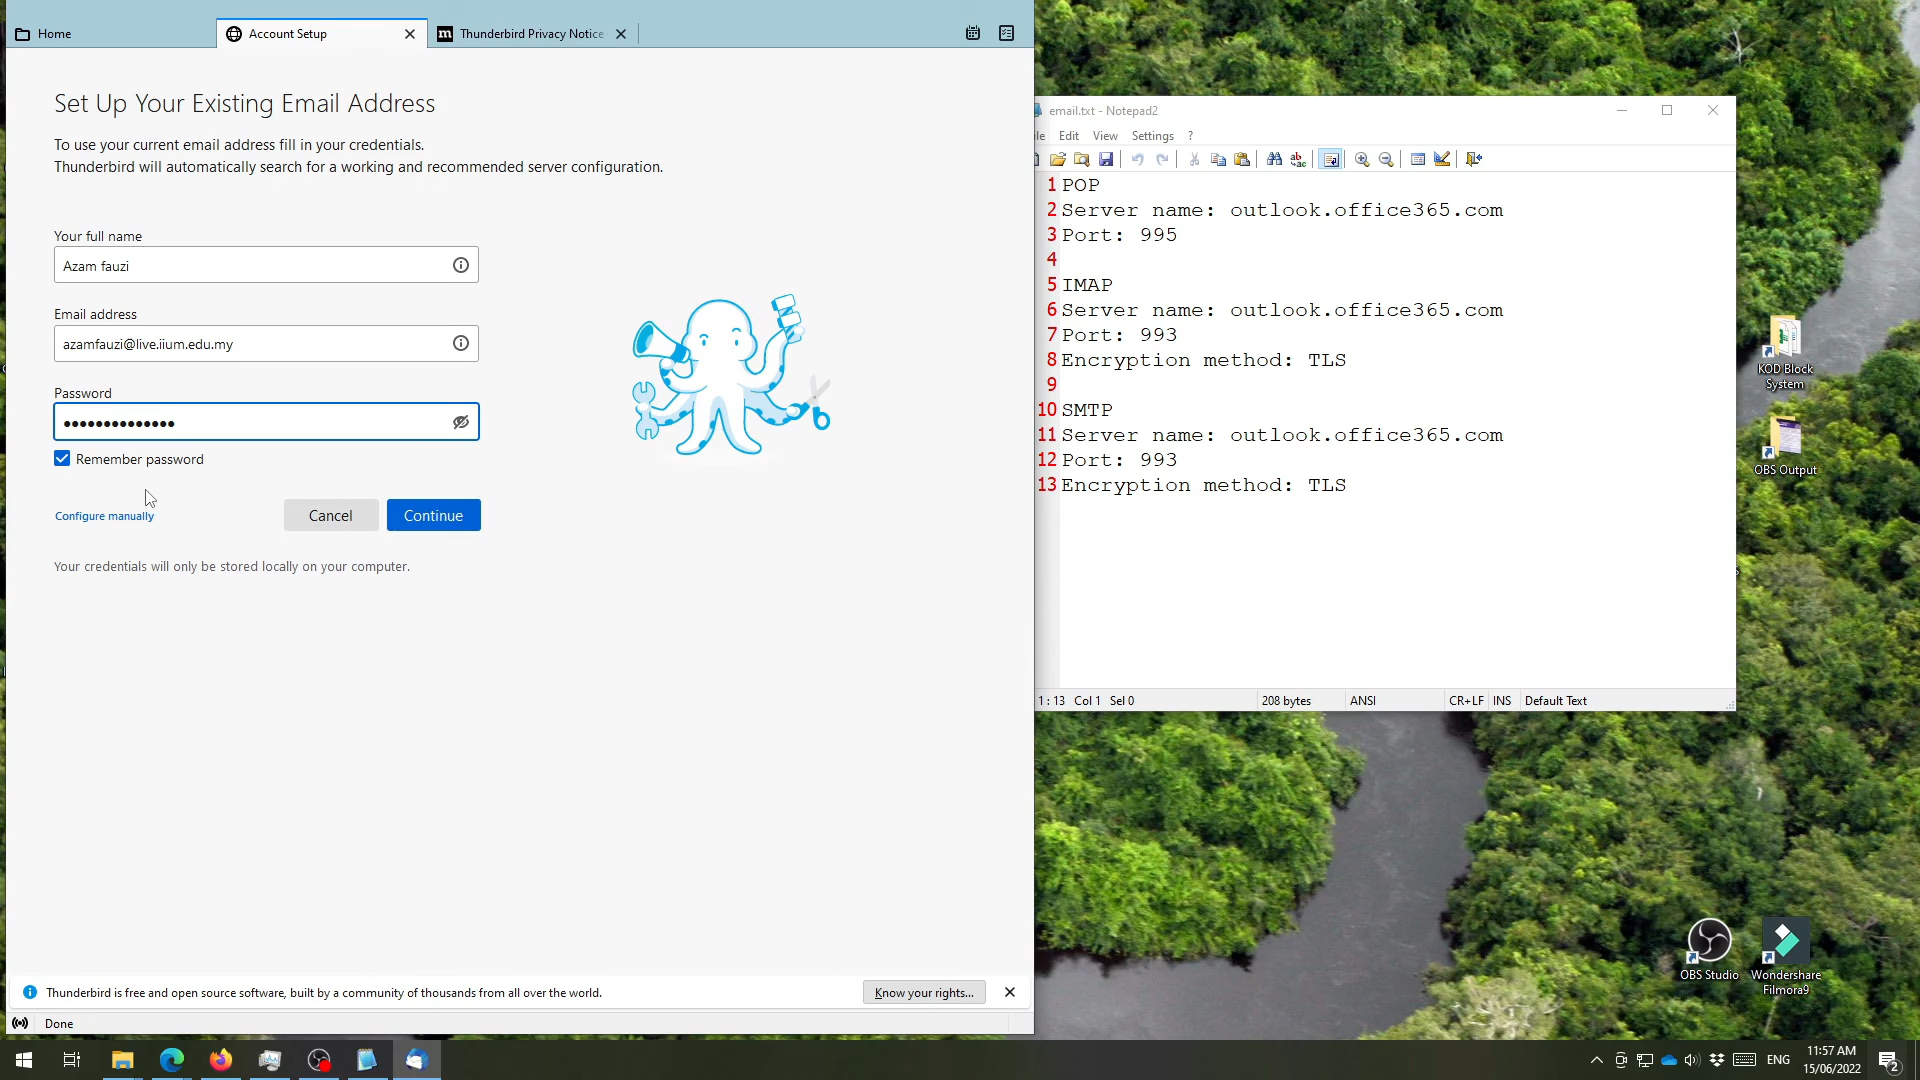 Home
Account Setup
Thunderbird Privacy Notice
Set Up Your Existing Email Address
To use your current email address fill in your credentials.
Thunderbird will automatically search for a working and recommended server configuration.
Your full name
Azam fauzi
Email address
azamfauzi@live.iium.edu.my
Password
••••••••••••••
Remember password
Configure manually
Cancel
Continue
Your credentials will only be stored locally on your computer.
Thunderbird is free and open source software, built by a community of thousands from all over the world.
Know your rights...
Done
email.txt - Notepad2
Edit View Settings ?
1 POP
2 Server name: outlook.office365.com
3 Port: 995
4
5 IMAP
6 Server name: outlook.office365.com
7 Port: 993
8 Encryption method: TLS
9
10 SMTP
11 Server name: outlook.office365.com
12 Port: 993
13 Encryption method: TLS
1 : 13 Col 1 Sel 0
208 bytes
ANSI
CR+LF
INS
Default Text
KOD Block
System
OBS Output
OBS Studio
Wondershare
Filmora9
ENG
11:57 AM
15/06/2022
2